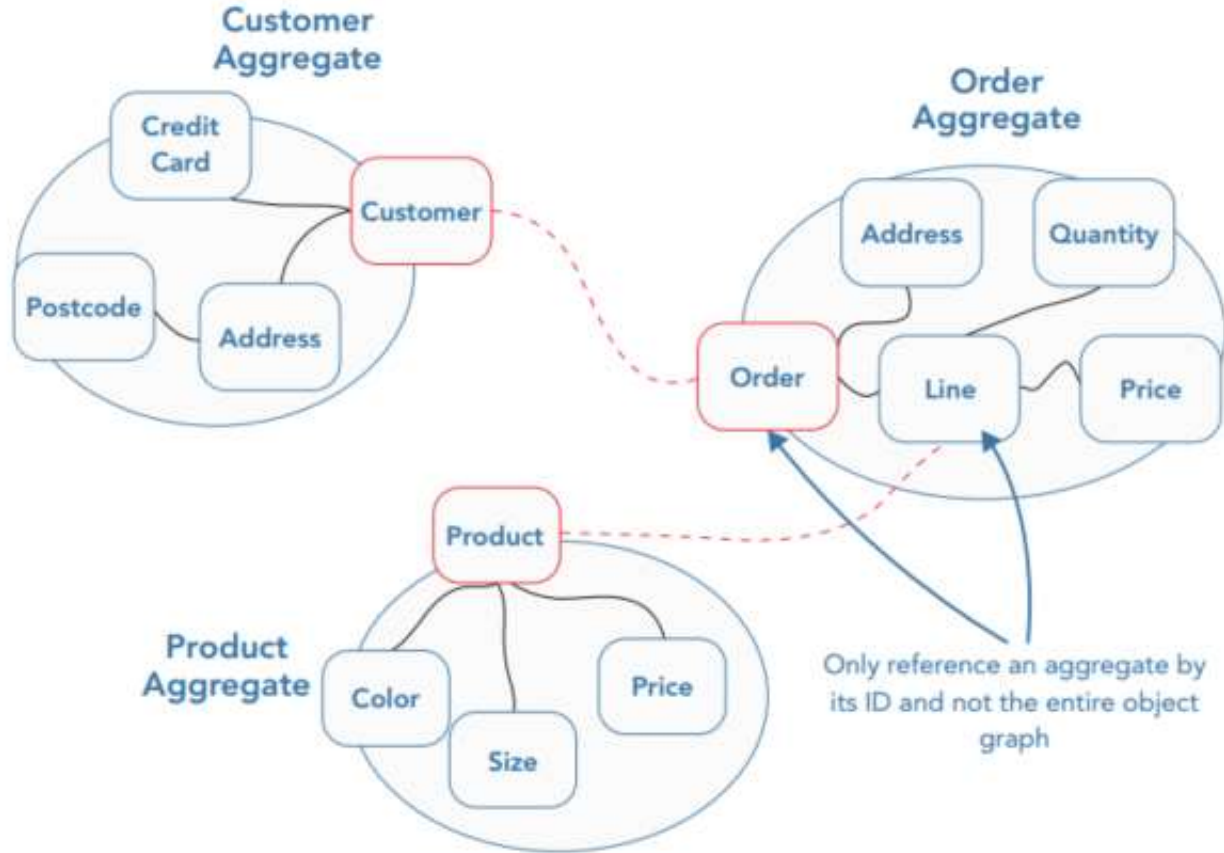 Customer
Aggregate
Credit
Card
Customer
Postcode
Address
Order
Aggregate
Address
Quantity
Order
Line
Price
Product
Product
Aggregate
Color
Size
Price
Only reference an aggregate by
its ID and not the entire object
graph